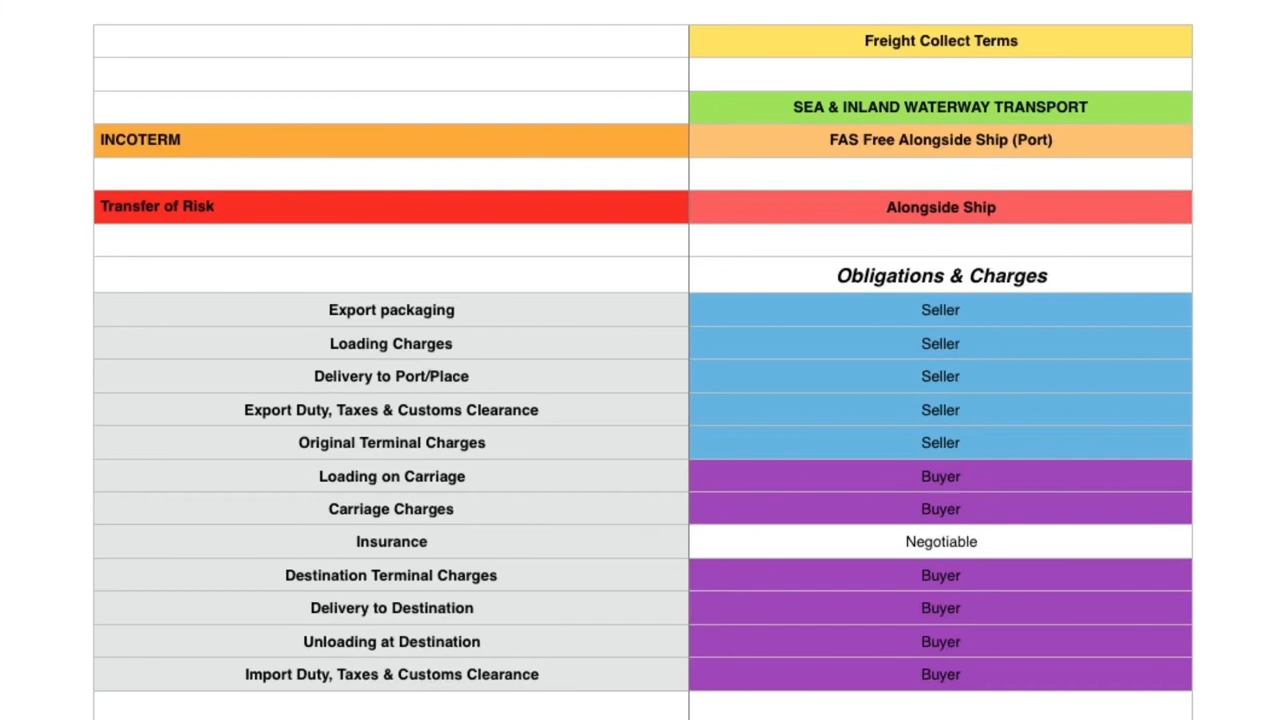 Freight Collect Terms
SEA & INLAND WATERWAY TRANSPORT
INCOTERM FAS Free Alongside Ship (Port)
Transfer of Risk Alongside Ship
Obligations & Charges
Export packaging Seller
Loading Charges Seller
Delivery to Port/Place Seller
Export Duty, Taxes & Customs Clearance Seller
Original Terminal Charges Seller
Loading on Carriage Buyer
Carriage Charges Buyer
Insurance Negotiable
Destination Terminal Charges Buyer
Delivery to Destination Buyer
Unloading at Destination Buyer
Import Duty, Taxes & Customs Clearance Buyer